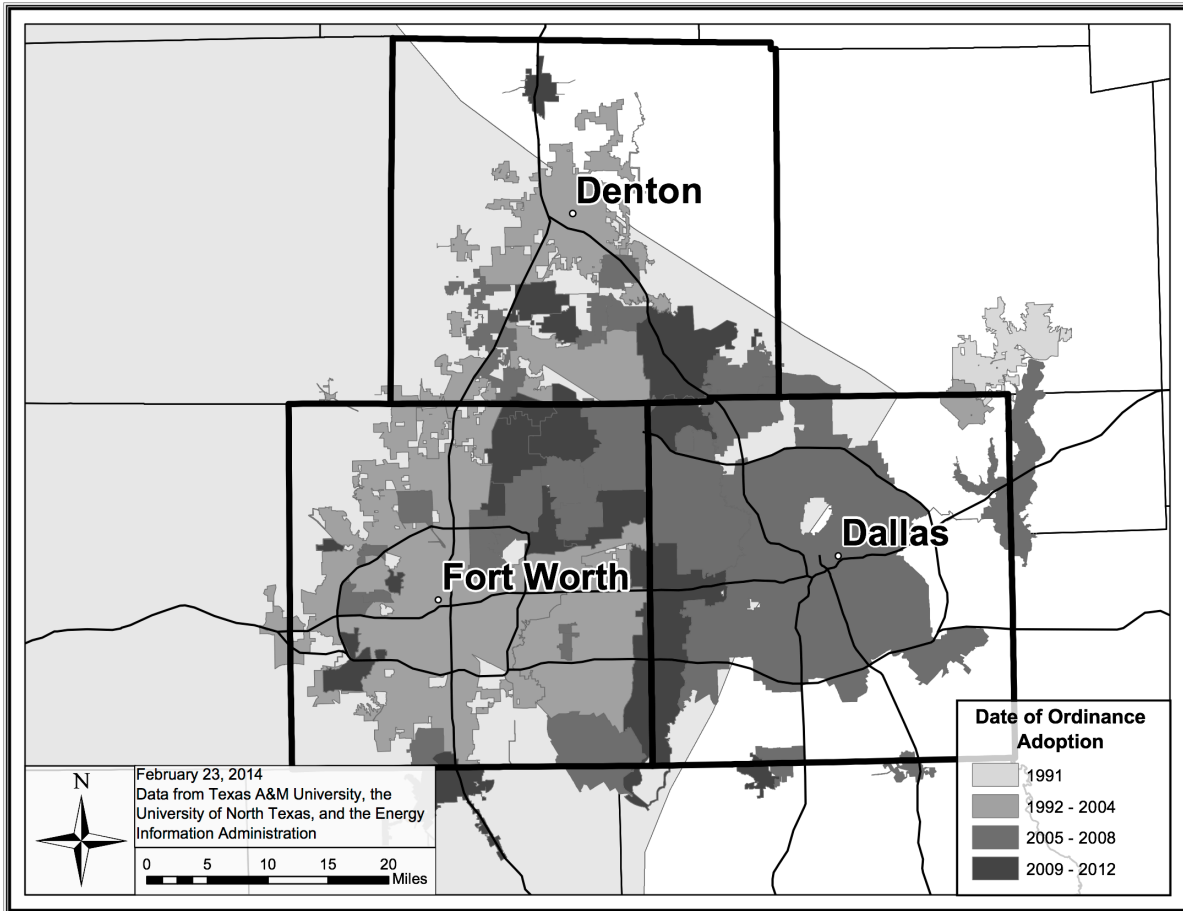 Denton
Dallas
Fort Worth
Date of Ordinance
Adoption
1991
1992 - 2004
2005 - 2008
2009 - 2012
N
February 23, 2014
Data from Texas A&M University, the
University of North Texas, and the Energy
Information Administration
0 5 10 15 20
Miles